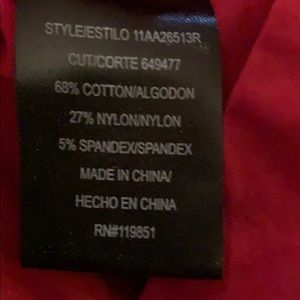 STYLE/ESTILO 11AA26513R
CUT/CORTE 649477
68% COTTON/ALGODON
27% NYLON/NYLON
5% SPANDEX/SPANDEX
MADE IN CHINA/
HECHO EN CHINA
RN#119851